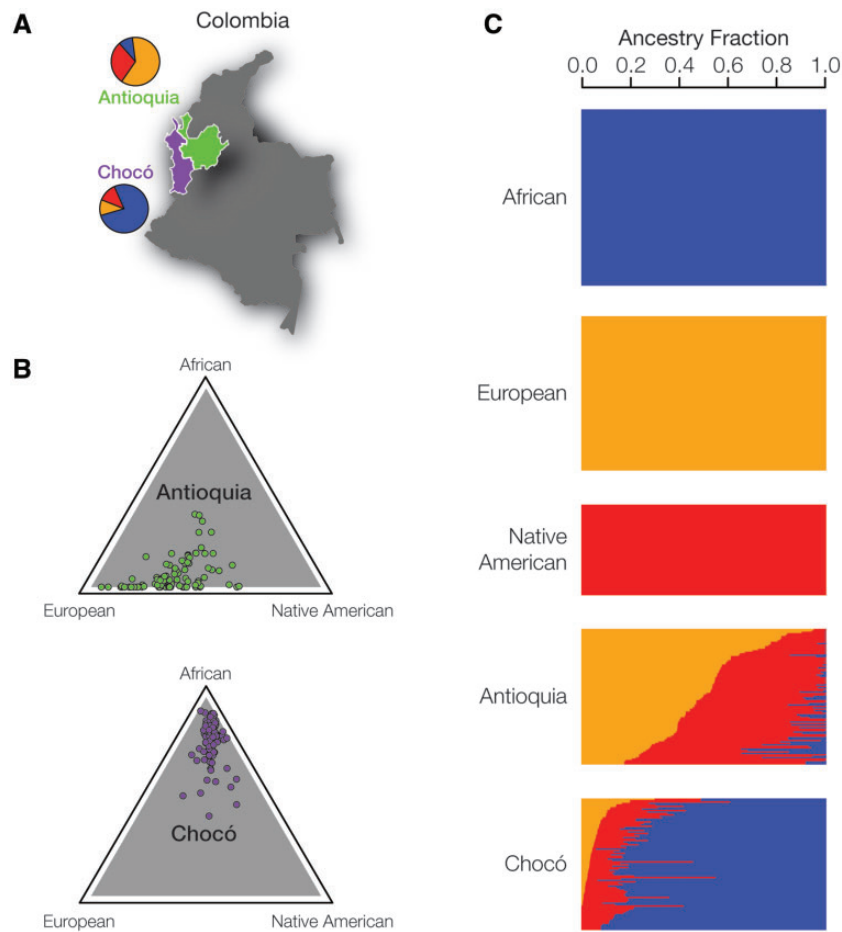 A
Colombia
Antioquia
Chocó
B
African
Antioquia
European
Native American
African
Chocó
European
Native American
C
Ancestry Fraction
0.0 0.2 0.4 0.6 0.8 1.0
African
European
Native
American
Antioquia
Chocó